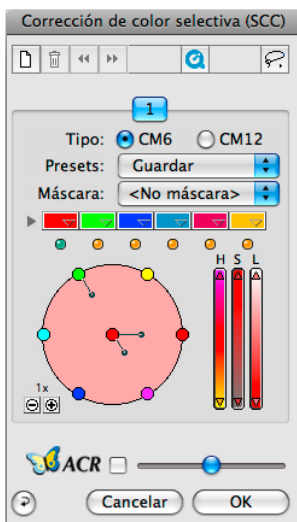 Corrección de color selectiva (SCC)
1
Tipo: CM6 CM12
Presets: Guardar
Máscara: <No máscara>
H S L
1x
ACR
Cancelar OK